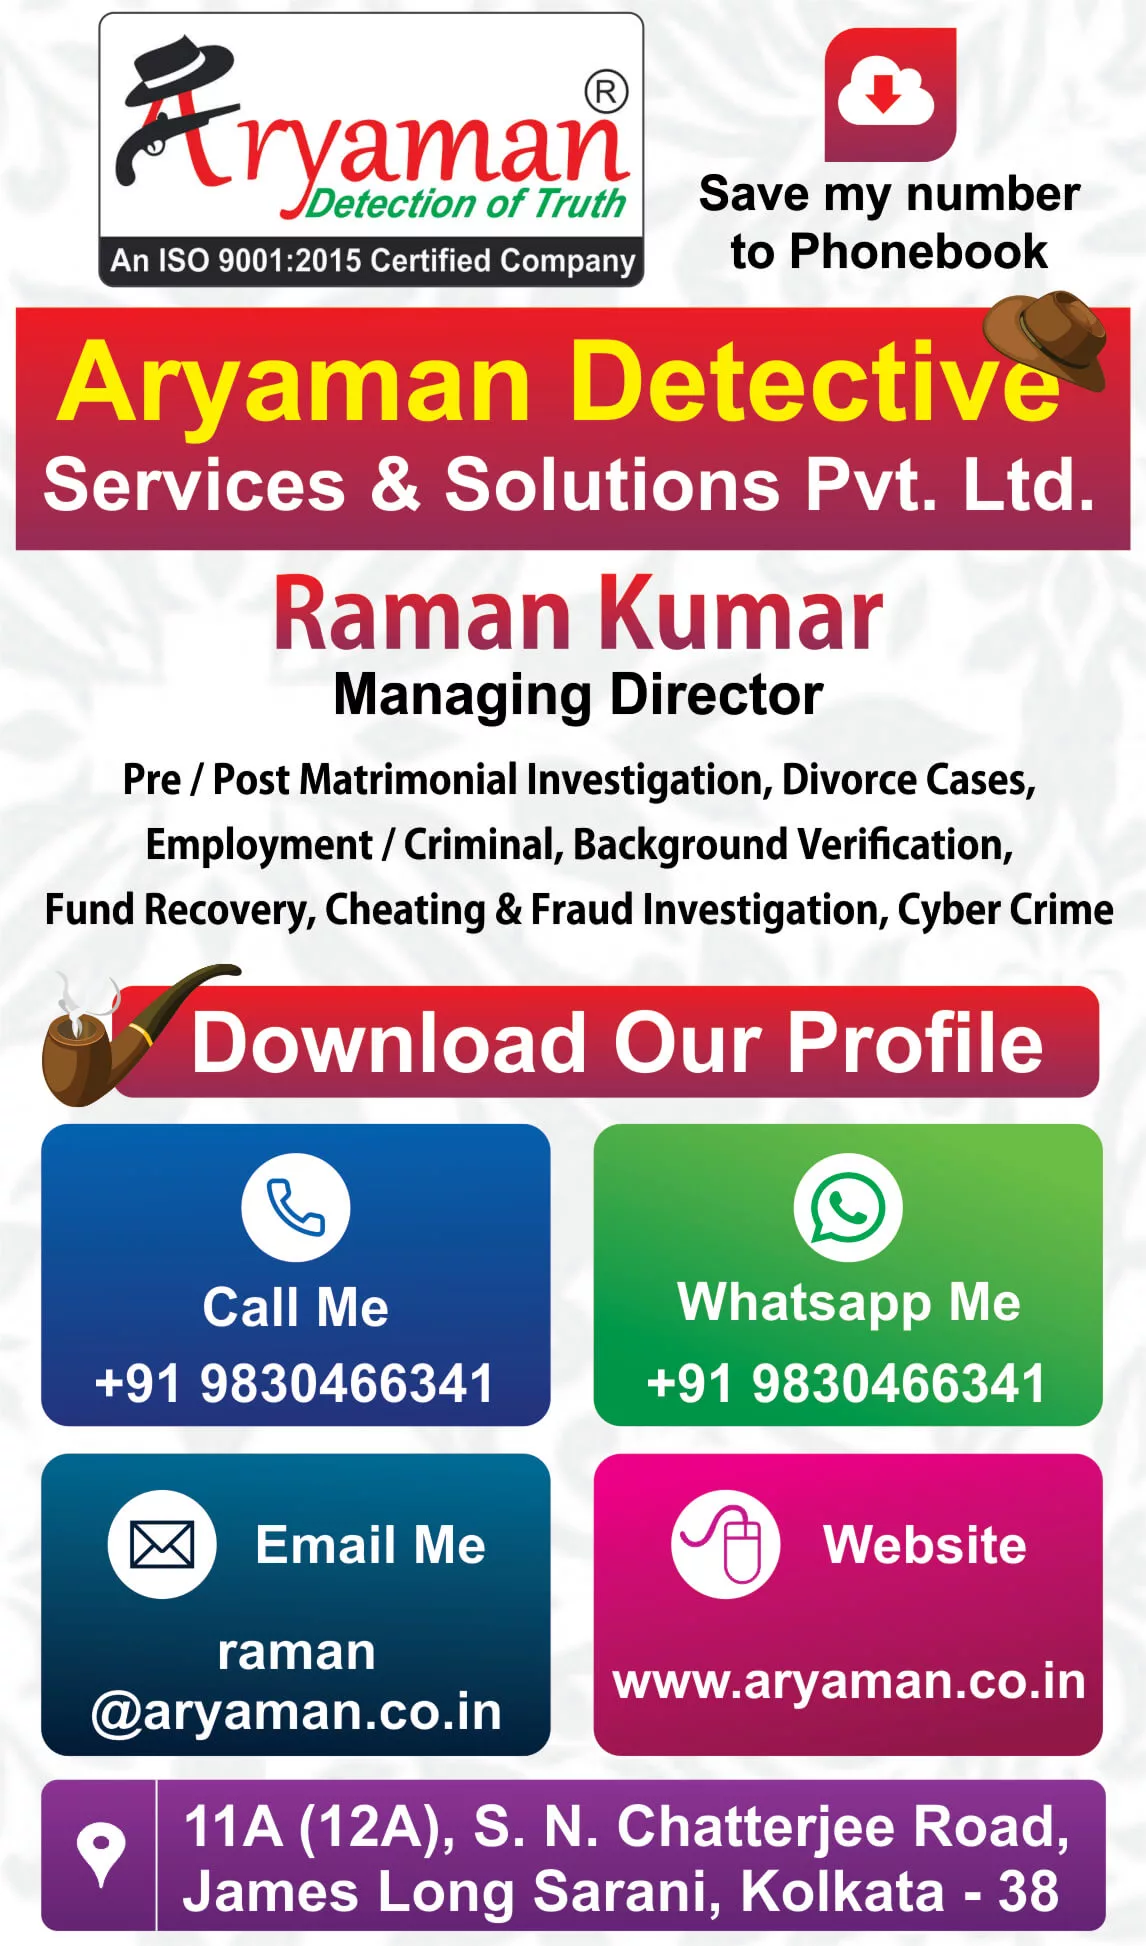 Aryaman®
Detection of Truth
An ISO 9001:2015 Certified Company
Save my number
to Phonebook
Aryaman Detective
Services & Solutions Pvt. Ltd.
Raman Kumar
Managing Director
Pre / Post Matrimonial Investigation, Divorce Cases,
Employment / Criminal, Background Verification,
Fund Recovery, Cheating & Fraud Investigation, Cyber Crime
Download Our Profile
Call Me
+91 9830466341
Whatsapp Me
+91 9830466341
Email Me
raman
@aryaman.co.in
Website
www.aryaman.co.in
11A (12A), S. N. Chatterjee Road,
James Long Sarani, Kolkata - 38